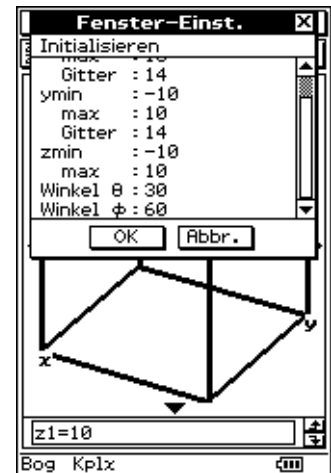 Fenster-Einst.
Initialisieren
Gitter :14
ymin :-10
max :10
Gitter :14
zmin :-10
max :10
Winkel θ :30
Winkel φ :60
OK Abbr.
y
x
z1=10
Bog Kplx